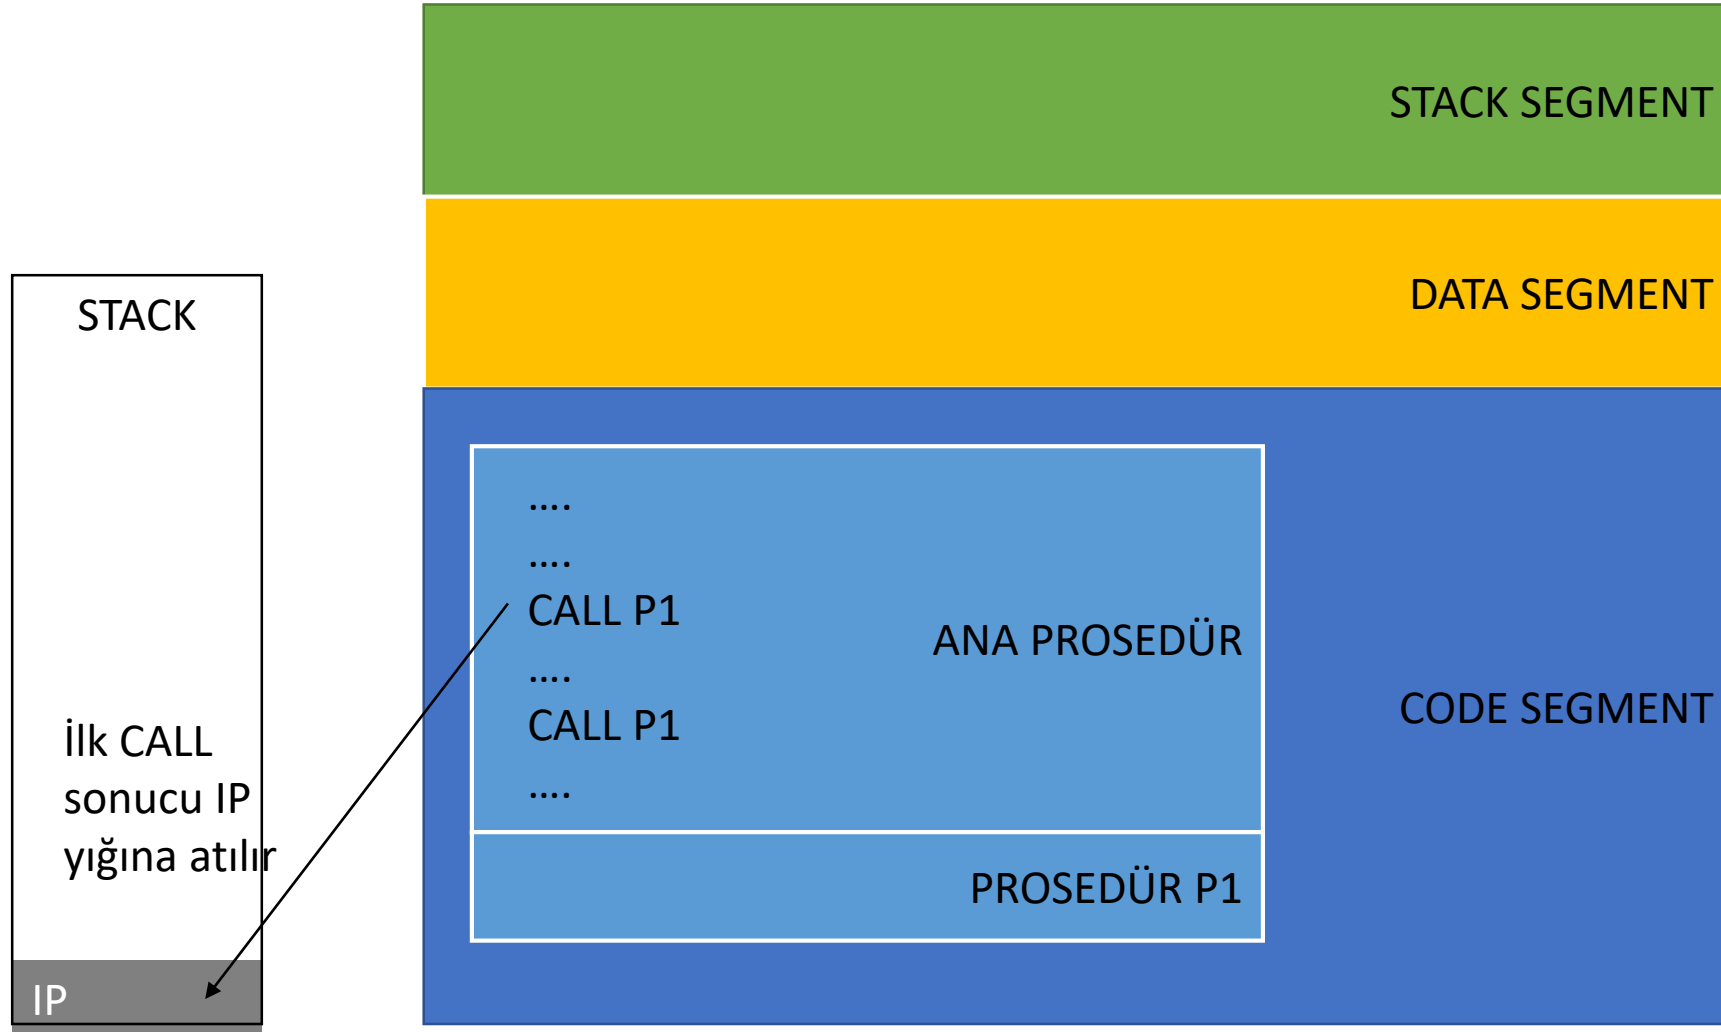 STACK SEGMENT
DATA SEGMENT
STACK
İlk CALL
sonucu IP
yığına atılır
IP
....
....
CALL P1
....
CALL P1
....
ANA PROSEDÜR
PROSEDÜR P1
CODE SEGMENT